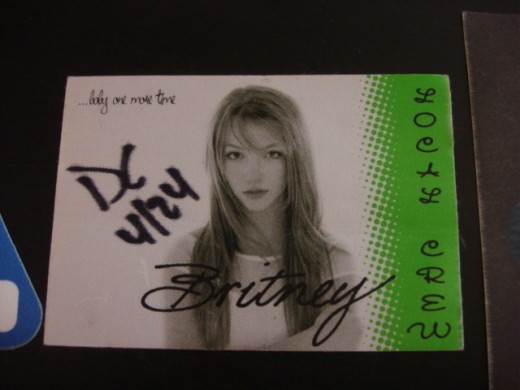 ...baby one more time
DC
4/24
Britney
LOCAL CREW